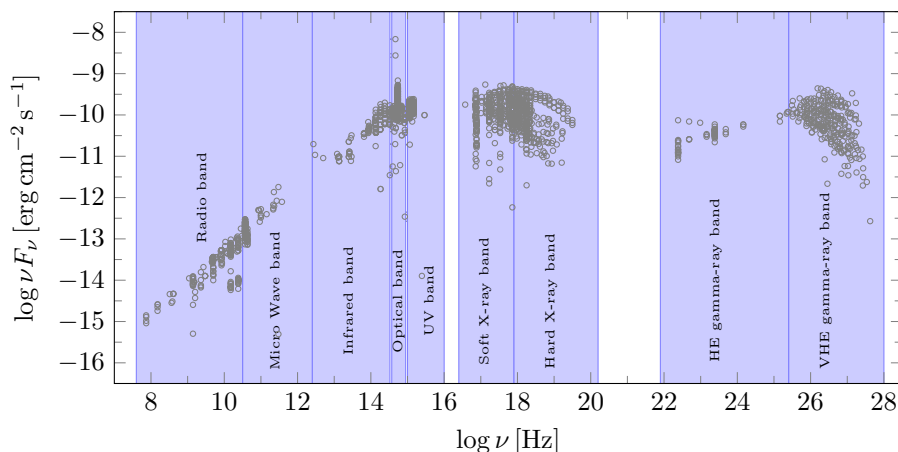 −8
−9
−10
−11
−12
−13
−14
−15
−16
log νFν [erg cm−2 s−1]
Radio band
Micro Wave band
Infrared band
Optical band
UV band
Soft X-ray band
Hard X-ray band
HE gamma-ray band
VHE gamma-ray band
8 10 12 14 16 18 20 22 24 26 28
log ν [Hz]